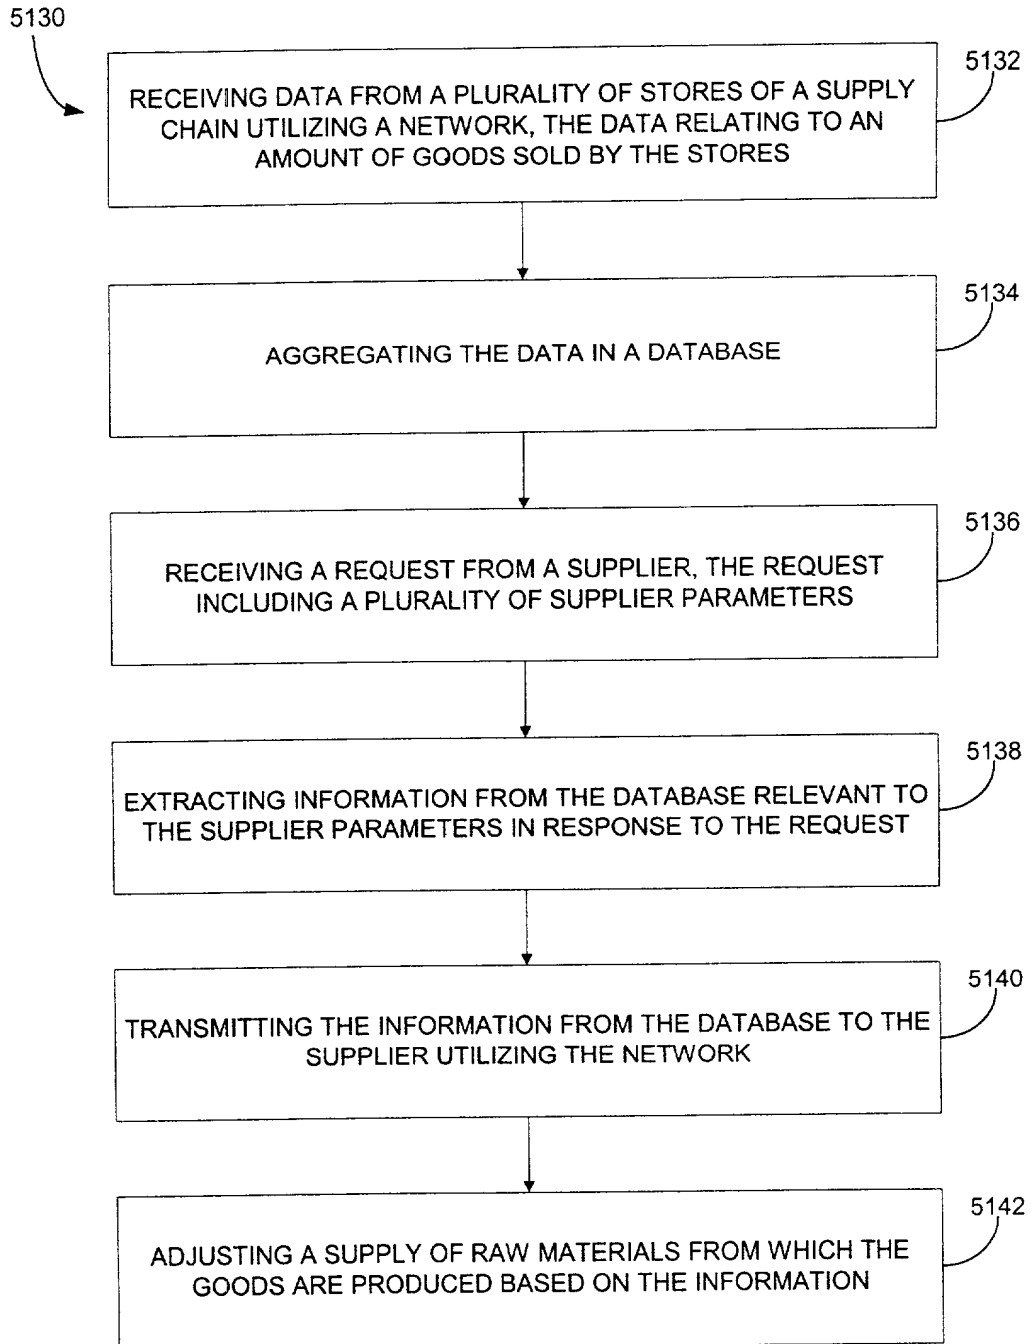 5130
RECEIVING DATA FROM A PLURALITY OF STORES OF A SUPPLY
CHAIN UTILIZING A NETWORK, THE DATA RELATING TO AN
AMOUNT OF GOODS SOLD BY THE STORES
5132
AGGREGATING THE DATA IN A DATABASE
5134
RECEIVING A REQUEST FROM A SUPPLIER, THE REQUEST
INCLUDING A PLURALITY OF SUPPLIER PARAMETERS
5136
EXTRACTING INFORMATION FROM THE DATABASE RELEVANT TO
THE SUPPLIER PARAMETERS IN RESPONSE TO THE REQUEST
5138
TRANSMITTING THE INFORMATION FROM THE DATABASE TO THE
SUPPLIER UTILIZING THE NETWORK
5140
ADJUSTING A SUPPLY OF RAW MATERIALS FROM WHICH THE
GOODS ARE PRODUCED BASED ON THE INFORMATION
5142